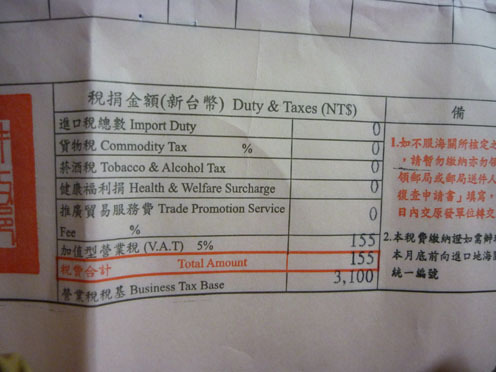 稅捐金額(新台幣) Duty & Taxes (NT$)
備
進口稅總數 Import Duty 0
貨物稅 Commodity Tax % 0
菸酒稅 Tobacco & Alcohol Tax 0
健康福利捐 Health & Welfare Surcharge 0
推廣貿易服務費 Trade Promotion Service
Fee % 0
加值型營業稅 (V.A.T) 5% 155
稅費合計 Total Amount 155
營業稅稅基 Business Tax Base 3,100
1.如不服海關所核定之
，請暫勿繳納亦勿領
領郵局或郵局送件人
復查申請書」填寫，
日內交原發單位掛
2.本稅費繳納證如需
本月底前向進口地海
統一編號